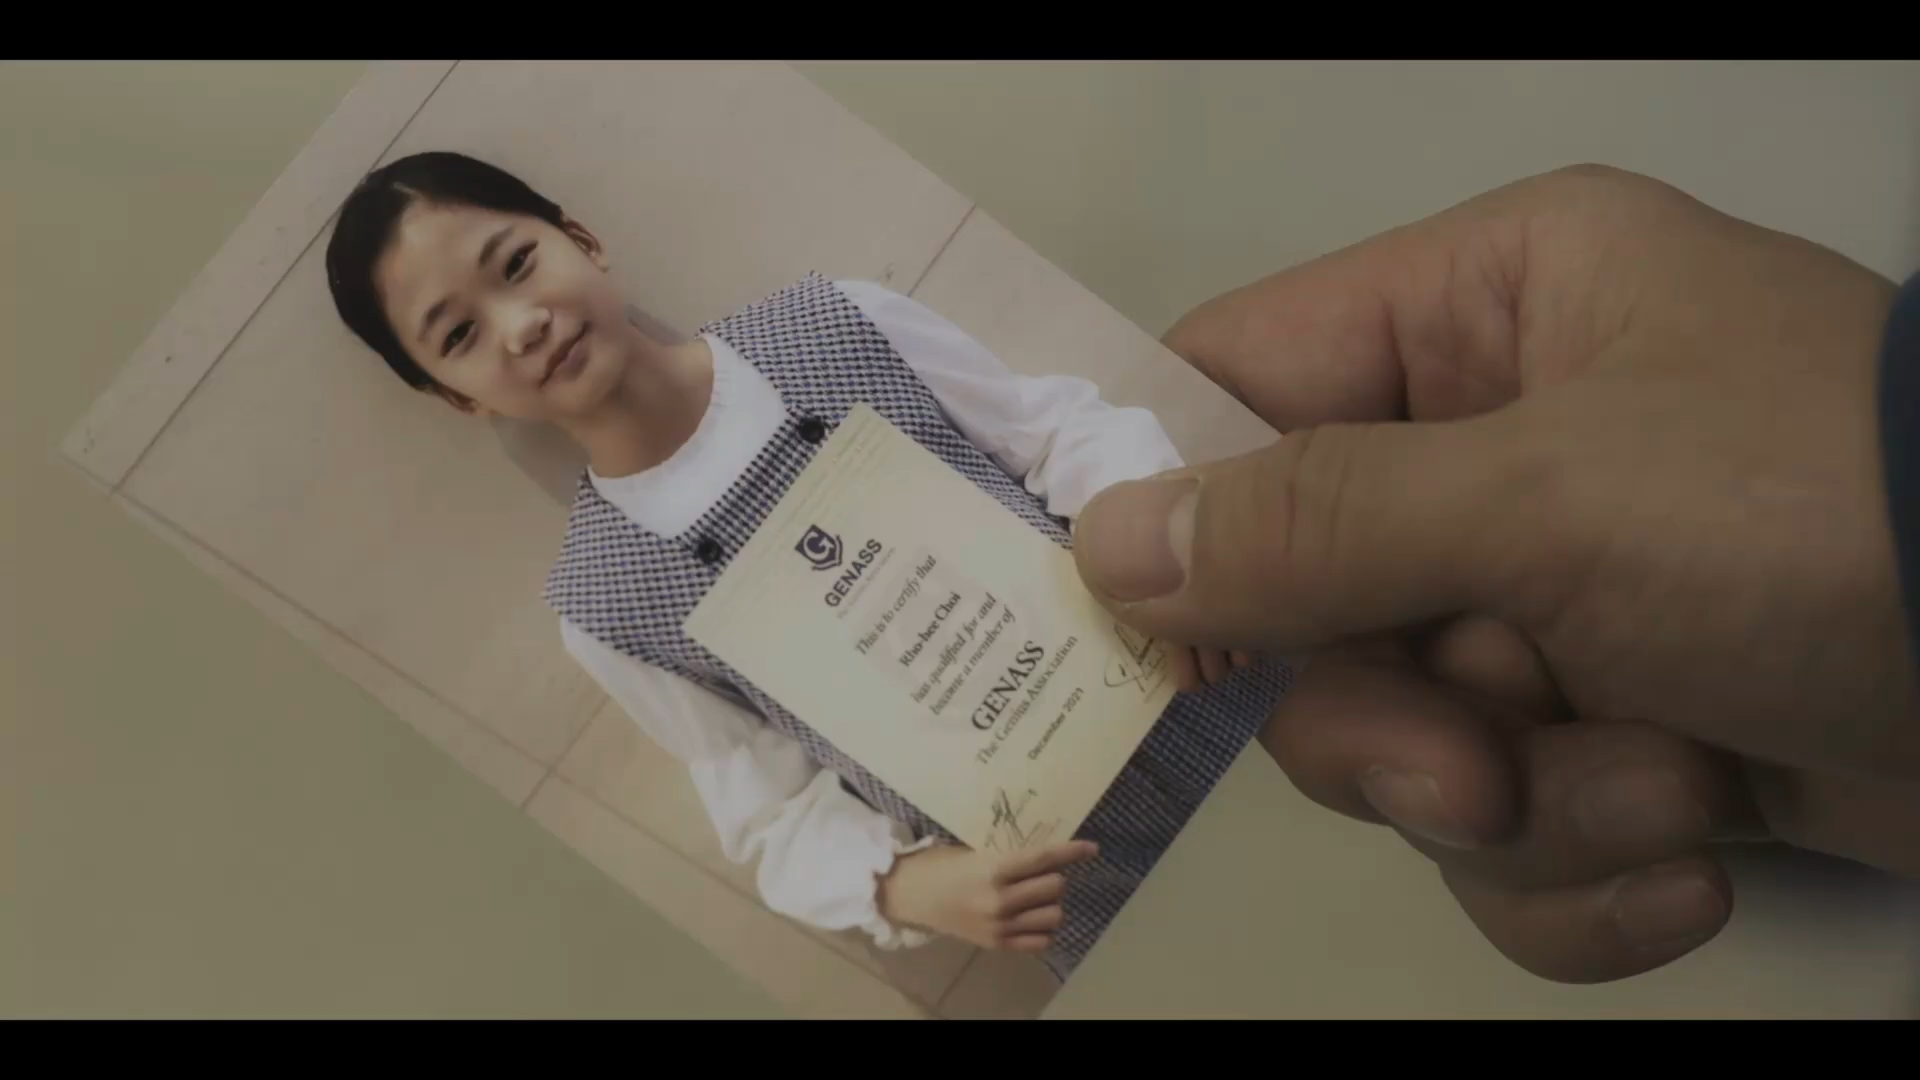 GENASS
This is to certify that
Rho-hee Choi
has qualified for and
become a member of
GENASS
The Genius Association
December 2021